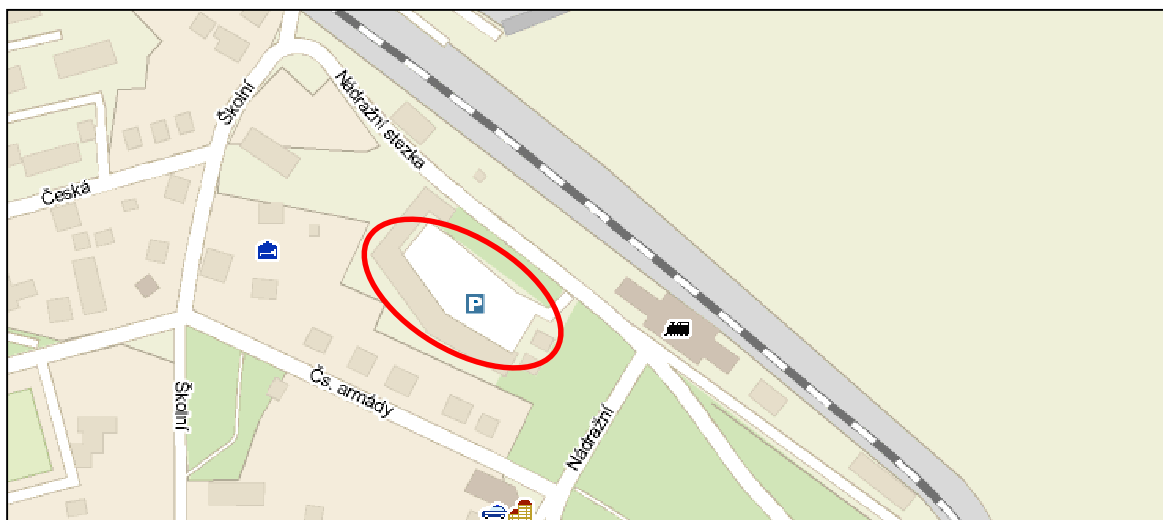 Školní
Nádražní stezka
Česká
P
Čs. armády
Školní
Nádražní